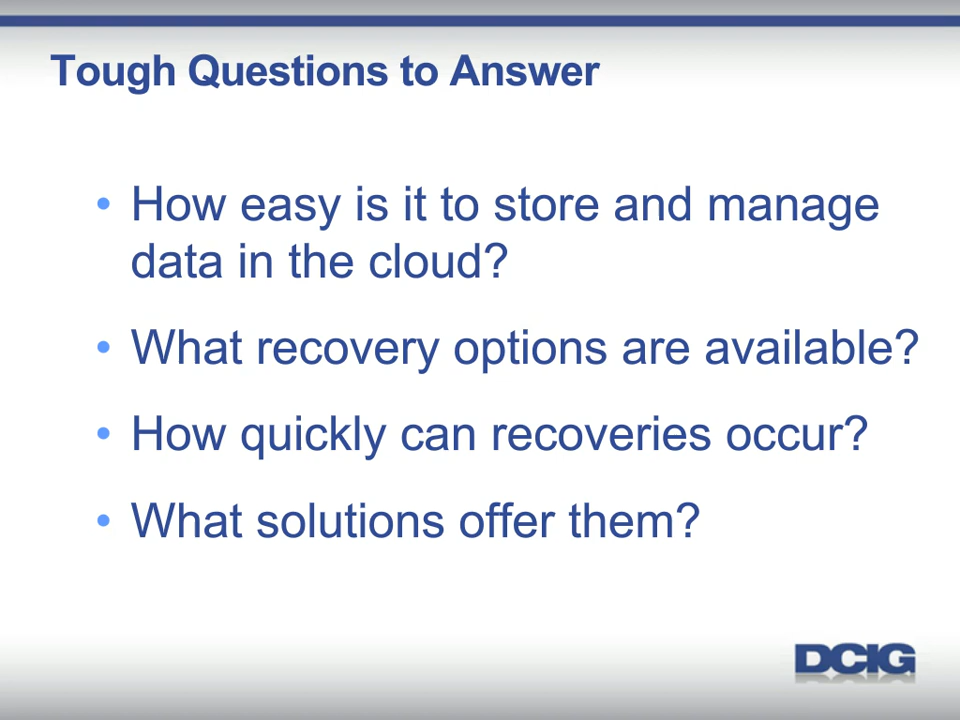 Tough Questions to Answer
• How easy is it to store and manage
data in the cloud?
• What recovery options are available?
• How quickly can recoveries occur?
• What solutions offer them?
DCIG